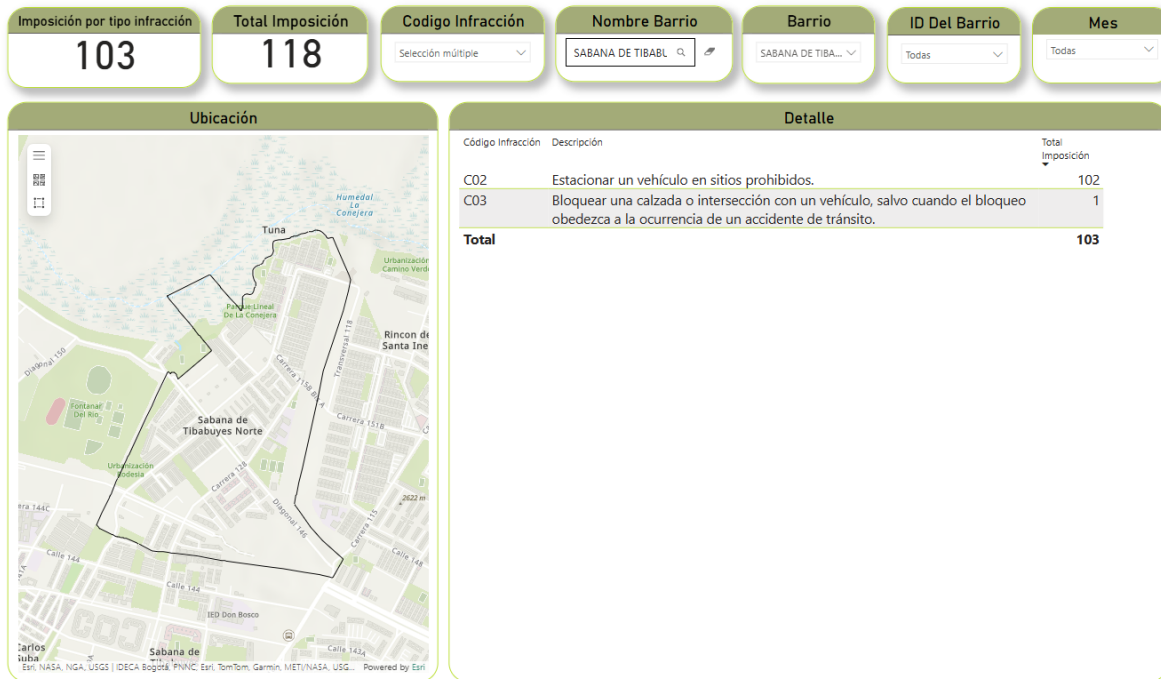 Imposición por tipo infracción
103
Total Imposición
118
Codigo Infracción
Selección múltiple
Nombre Barrio
SABANA DE TIBABU
Barrio
SABANA DE TIBA...
ID Del Barrio
Todas
Mes
Todas
Ubicación
Humedal
La
Conejera
Tuna
Urbanización
Camino Verde
Parque Lineal
De La Conejera
Rincon de
Santa Ine
Transversal 118
Diagonal 150
Carrera 115B Bis A
Fontanar
Del Río
Carrera 151B
Sabana de
Tibabuyes Norte
Urbanización
Rodesia
Carrera 128
2622 m
Diagonal 146
Carrera 115
Calle 144
Calle 148
Calle 144
IED Don Bosco
Calle 143A
Carlos
Suba
Sabana de
Esri, NASA, NGA, USGS | IDECA Bogotá, PNNC, Esri, TomTom, Garmin, METI/NASA, USG...
Powered by Esri
Detalle
Código Infracción Descripción Total
Imposición
C02 Estacionar un vehículo en sitios prohibidos. 102
C03 Bloquear una calzada o intersección con un vehículo, salvo cuando el bloqueo 1
obedezca a la ocurrencia de un accidente de tránsito.
Total 103